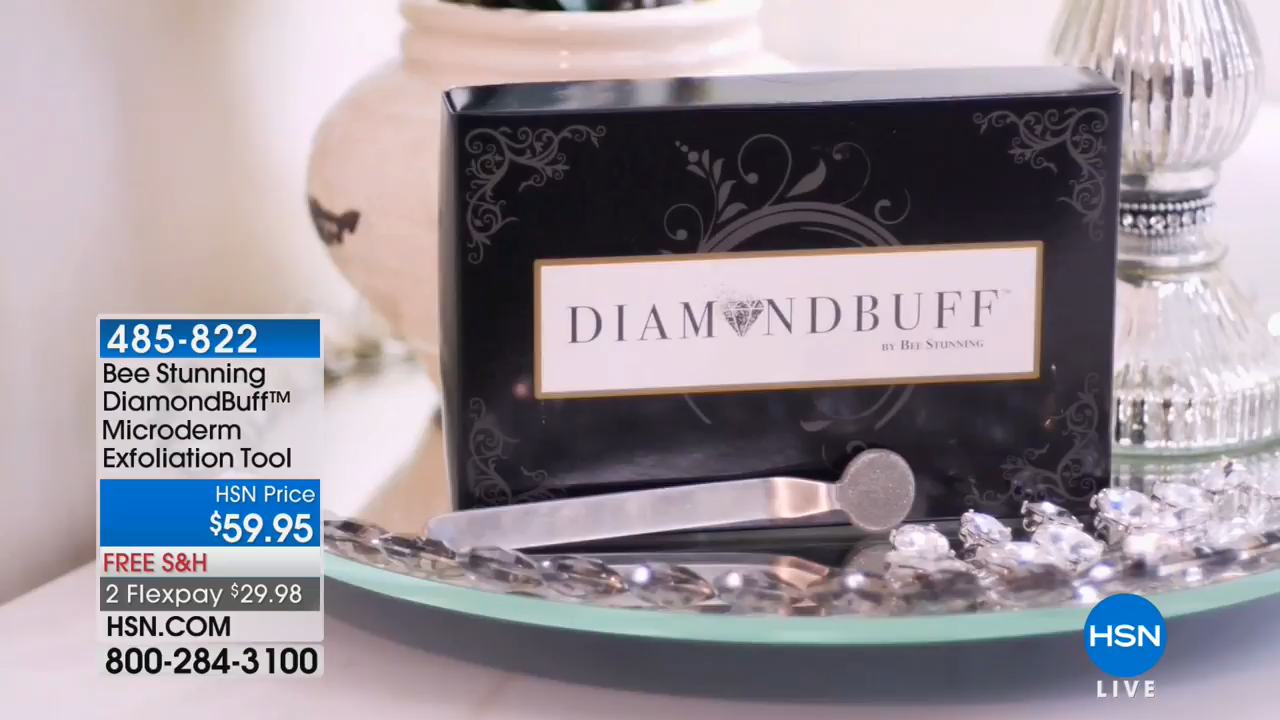 DIAMONDBUFF™
BY BEE STUNNING
485-822
Bee Stunning
DiamondBuff™
Microderm
Exfoliation Tool
HSN Price
$59.95
FREE S&H
2 Flexpay $29.98
HSN.COM
800-284-3100
HSN
LIVE